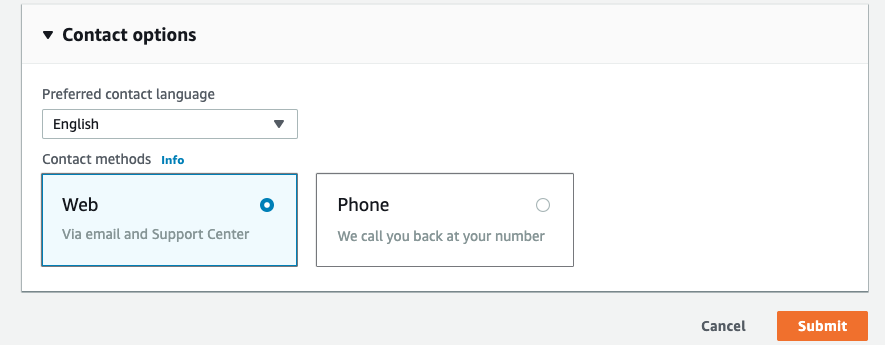 Contact options
Preferred contact language
English
Contact methods Info
Web
Via email and Support Center
Phone
We call you back at your number
Cancel
Submit